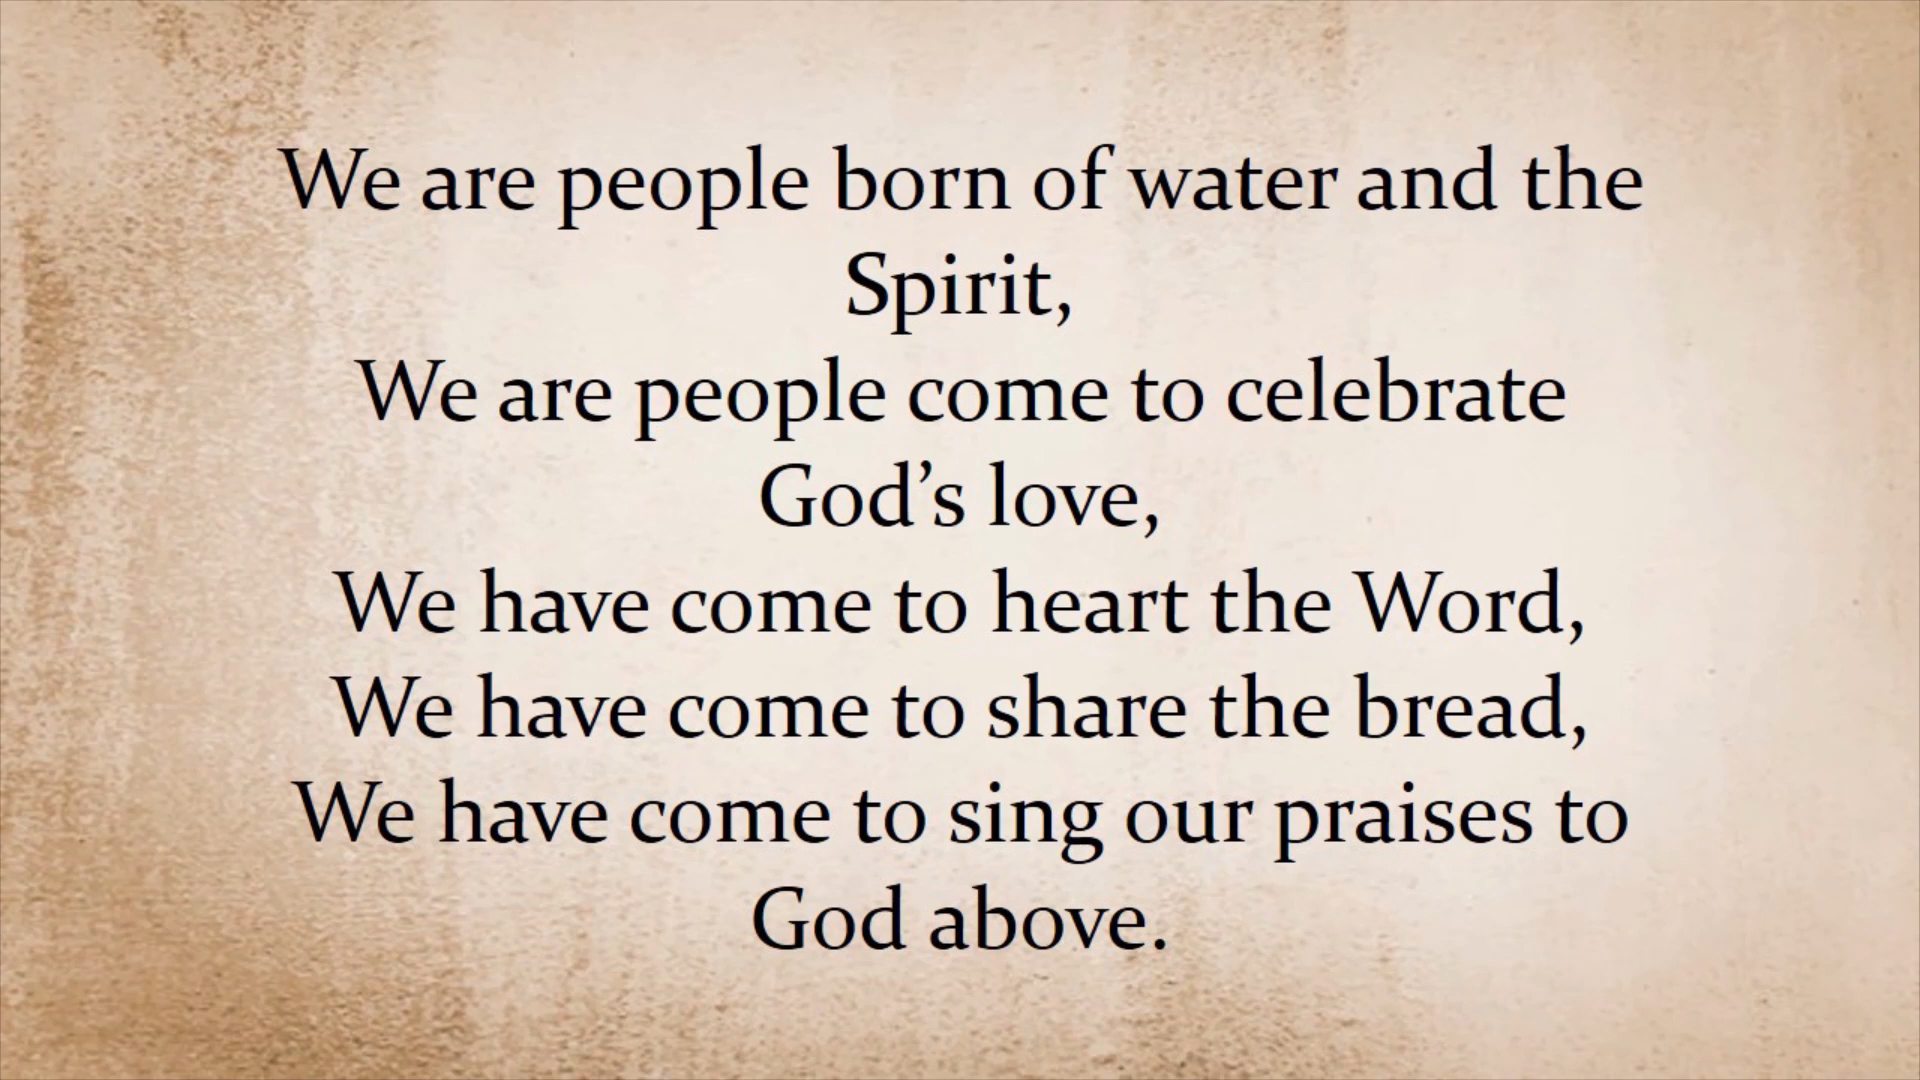 We are people born of water and the
Spirit,
We are people come to celebrate
God’s love,
We have come to heart the Word,
We have come to share the bread,
We have come to sing our praises to
God above.